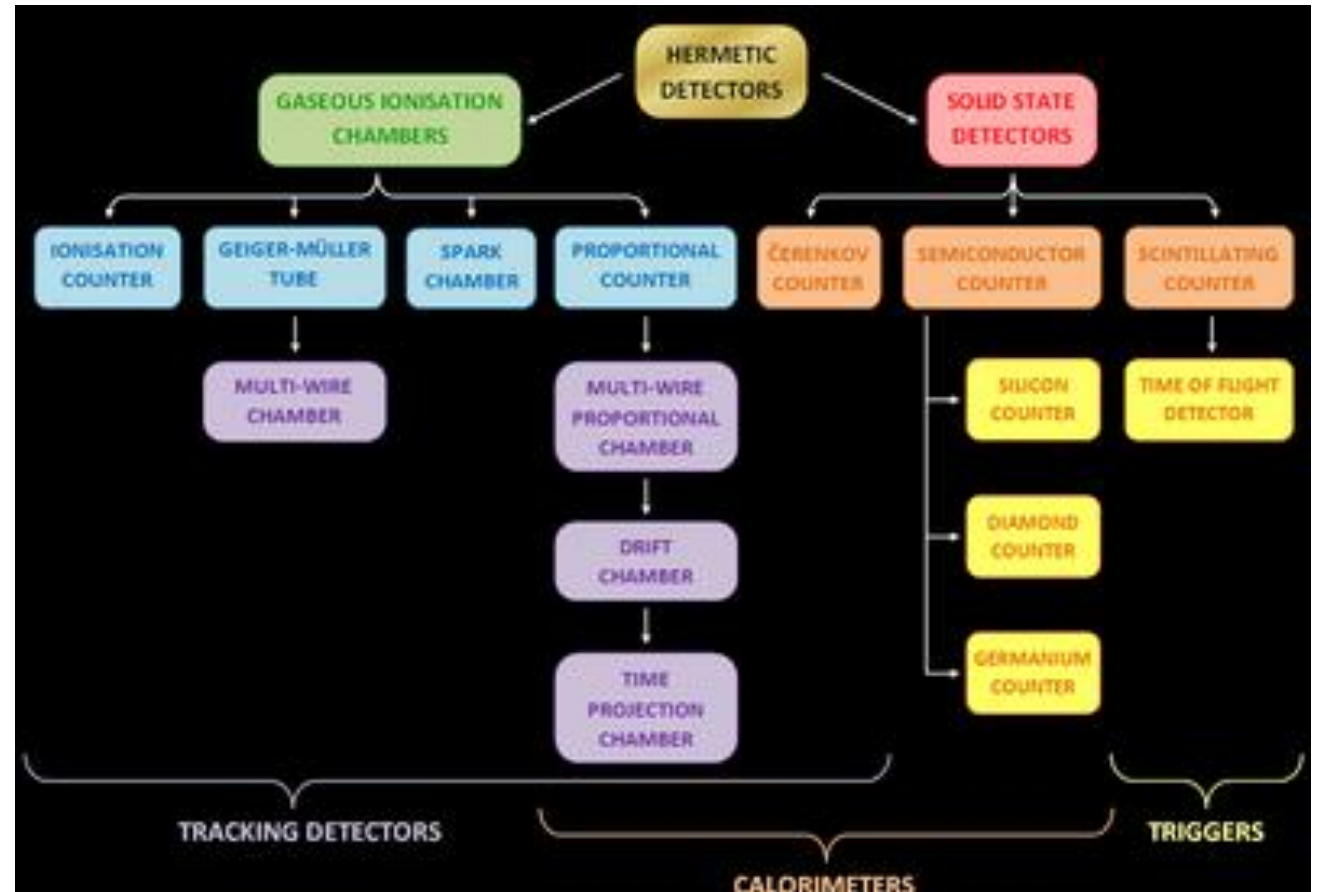 HERMETIC
DETECTORS
GASEOUS IONISATION
CHAMBERS
SOLID STATE
DETECTORS
IONISATION
COUNTER
GEIGER-MÜLLER
TUBE
SPARK
CHAMBER
PROPORTIONAL
COUNTER
ČERENKOV
COUNTER
SEMICONDUCTOR
COUNTER
SCINTILLATING
COUNTER
MULTI-WIRE
CHAMBER
MULTI-WIRE
PROPORTIONAL
CHAMBER
SILICON
COUNTER
TIME OF FLIGHT
DETECTOR
DRIFT
CHAMBER
DIAMOND
COUNTER
TIME
PROJECTION
CHAMBER
GERMANIUM
COUNTER
TRACKING DETECTORS
TRIGGERS
CALORIMETERS